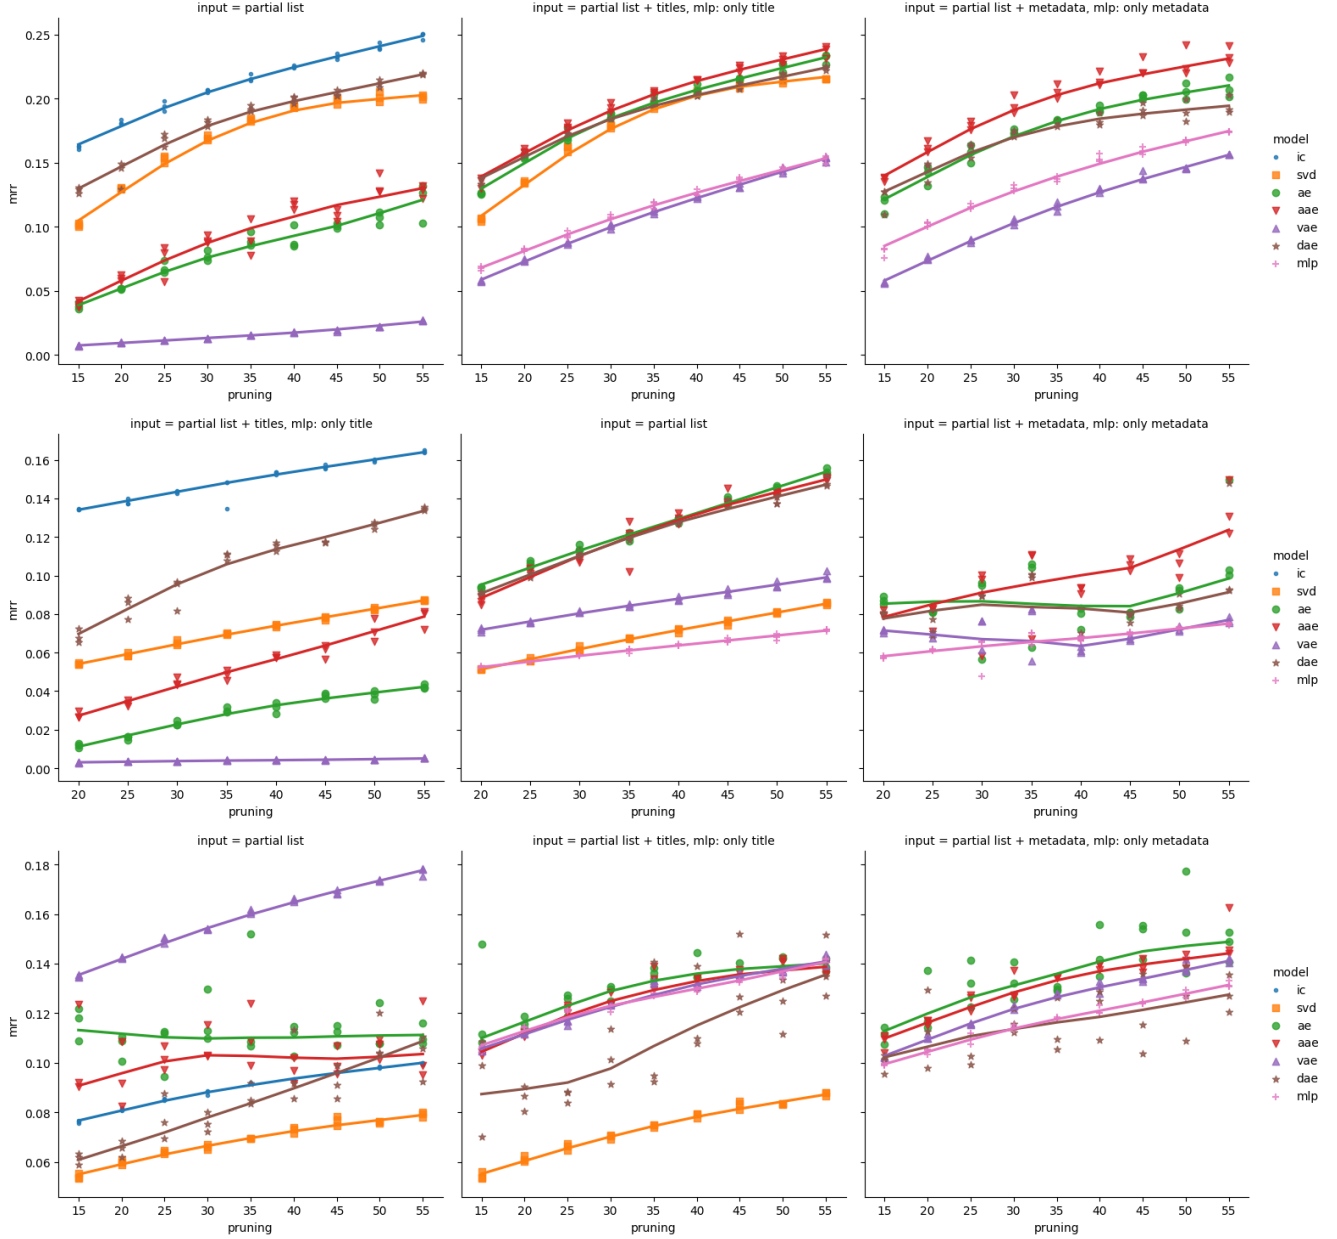 input = partial list
input = partial list + titles, mlp: only title
input = partial list + metadata, mlp: only metadata
0.25
0.20
0.15
0.10
0.05
0.00
mrr
15 20 25 30 35 40 45 50 55
15 20 25 30 35 40 45 50 55
15 20 25 30 35 40 45 50 55
pruning
pruning
pruning
model
ic
svd
ae
aae
vae
dae
mlp
input = partial list + titles, mlp: only title
input = partial list
input = partial list + metadata, mlp: only metadata
0.16
0.14
0.12
0.10
0.08
0.06
0.04
0.02
0.00
mrr
20 25 30 35 40 45 50 55
20 25 30 35 40 45 50 55
20 25 30 35 40 45 50 55
pruning
pruning
pruning
model
ic
svd
ae
aae
vae
dae
mlp
input = partial list
input = partial list + titles, mlp: only title
input = partial list + metadata, mlp: only metadata
0.18
0.16
0.14
0.12
0.10
0.08
0.06
mrr
15 20 25 30 35 40 45 50 55
15 20 25 30 35 40 45 50 55
15 20 25 30 35 40 45 50 55
pruning
pruning
pruning
model
ic
svd
ae
aae
vae
dae
mlp